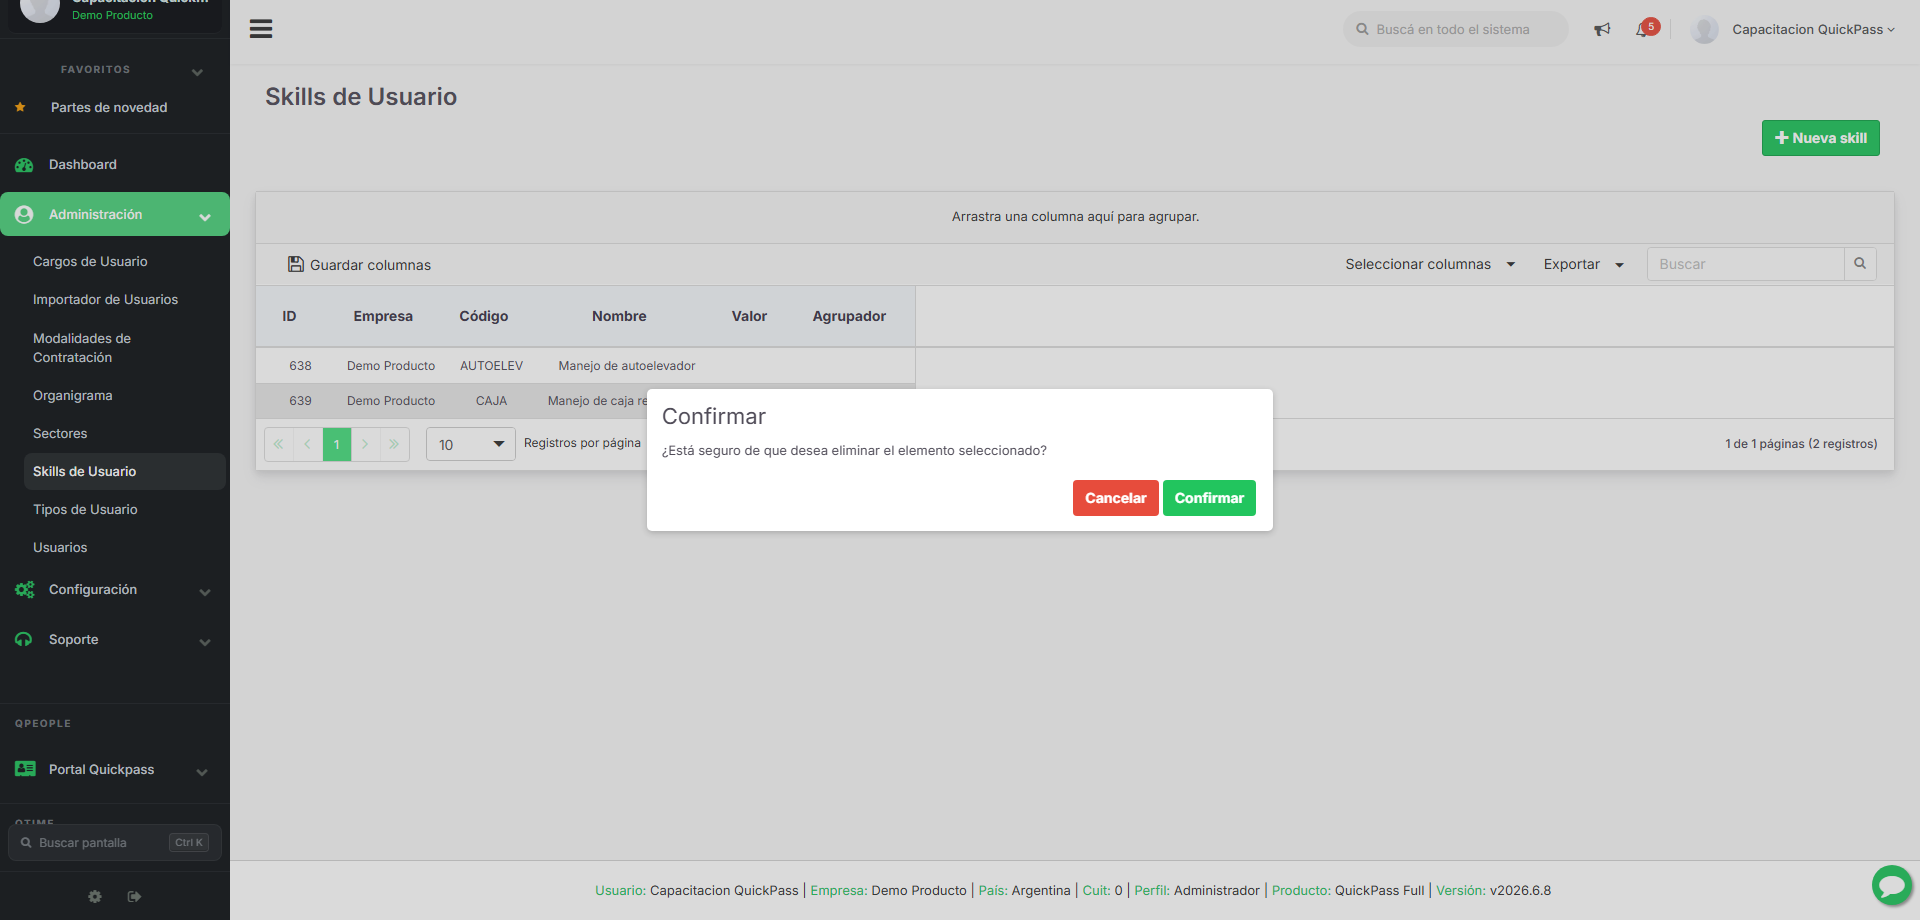 Demo Producto
FAVORITOS
Partes de novedad
Dashboard
Administración
Cargos de Usuario
Importador de Usuarios
Modalidades de
Contratación
Organigrama
Sectores
Skills de Usuario
Tipos de Usuario
Usuarios
Configuración
Soporte
QPEOPLE
Portal Quickpass
Buscar pantalla
Ctrl K
Buscá en todo el sistema
5
Capacitacion QuickPass
Skills de Usuario
Nueva skill
Arrastra una columna aquí para agrupar.
Guardar columnas
Seleccionar columnas
Exportar
Buscar
ID Empresa Código Nombre Valor Agrupador
638 Demo Producto AUTOELEV Manejo de autoelevador
639 Demo Producto CAJA Manejo de caja re
« ‹ 1 › »
10
Registros por página
1 de 1 páginas (2 registros)
Confirmar
¿Está seguro de que desea eliminar el elemento seleccionado?
Cancelar Confirmar
Usuario: Capacitacion QuickPass | Empresa: Demo Producto | País: Argentina | Cuit: 0 | Perfil: Administrador | Producto: QuickPass Full | Versión: v2026.6.8